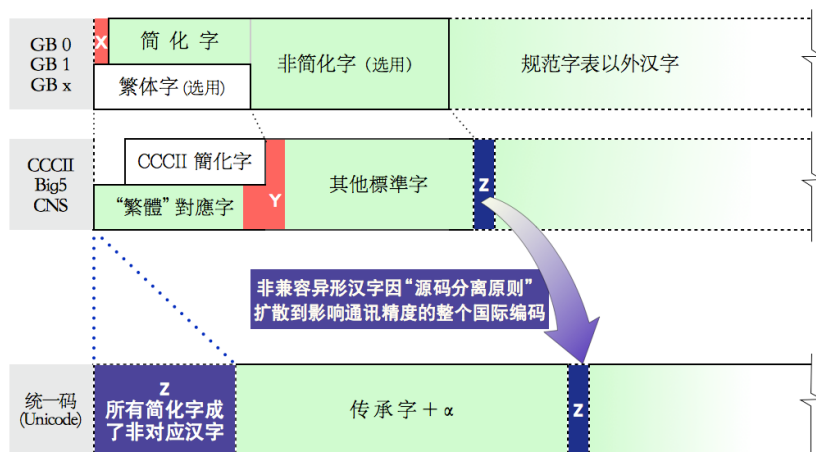 GB 0
GB 1
GB x
X
简 化 字
繁体字 (选用)
非简化字（选用）
规范字表以外汉字
CCCII
Big5
CNS
CCCII 簡化字
“繁體” 對應字
Y
其他標準字
Z
非兼容异形汉字因“源码分离原则”
扩散到影响通讯精度的整个国际编码
统一码
(Unicode)
Z
所有简化字成
了非对应汉字
传 承 字 + α
Z